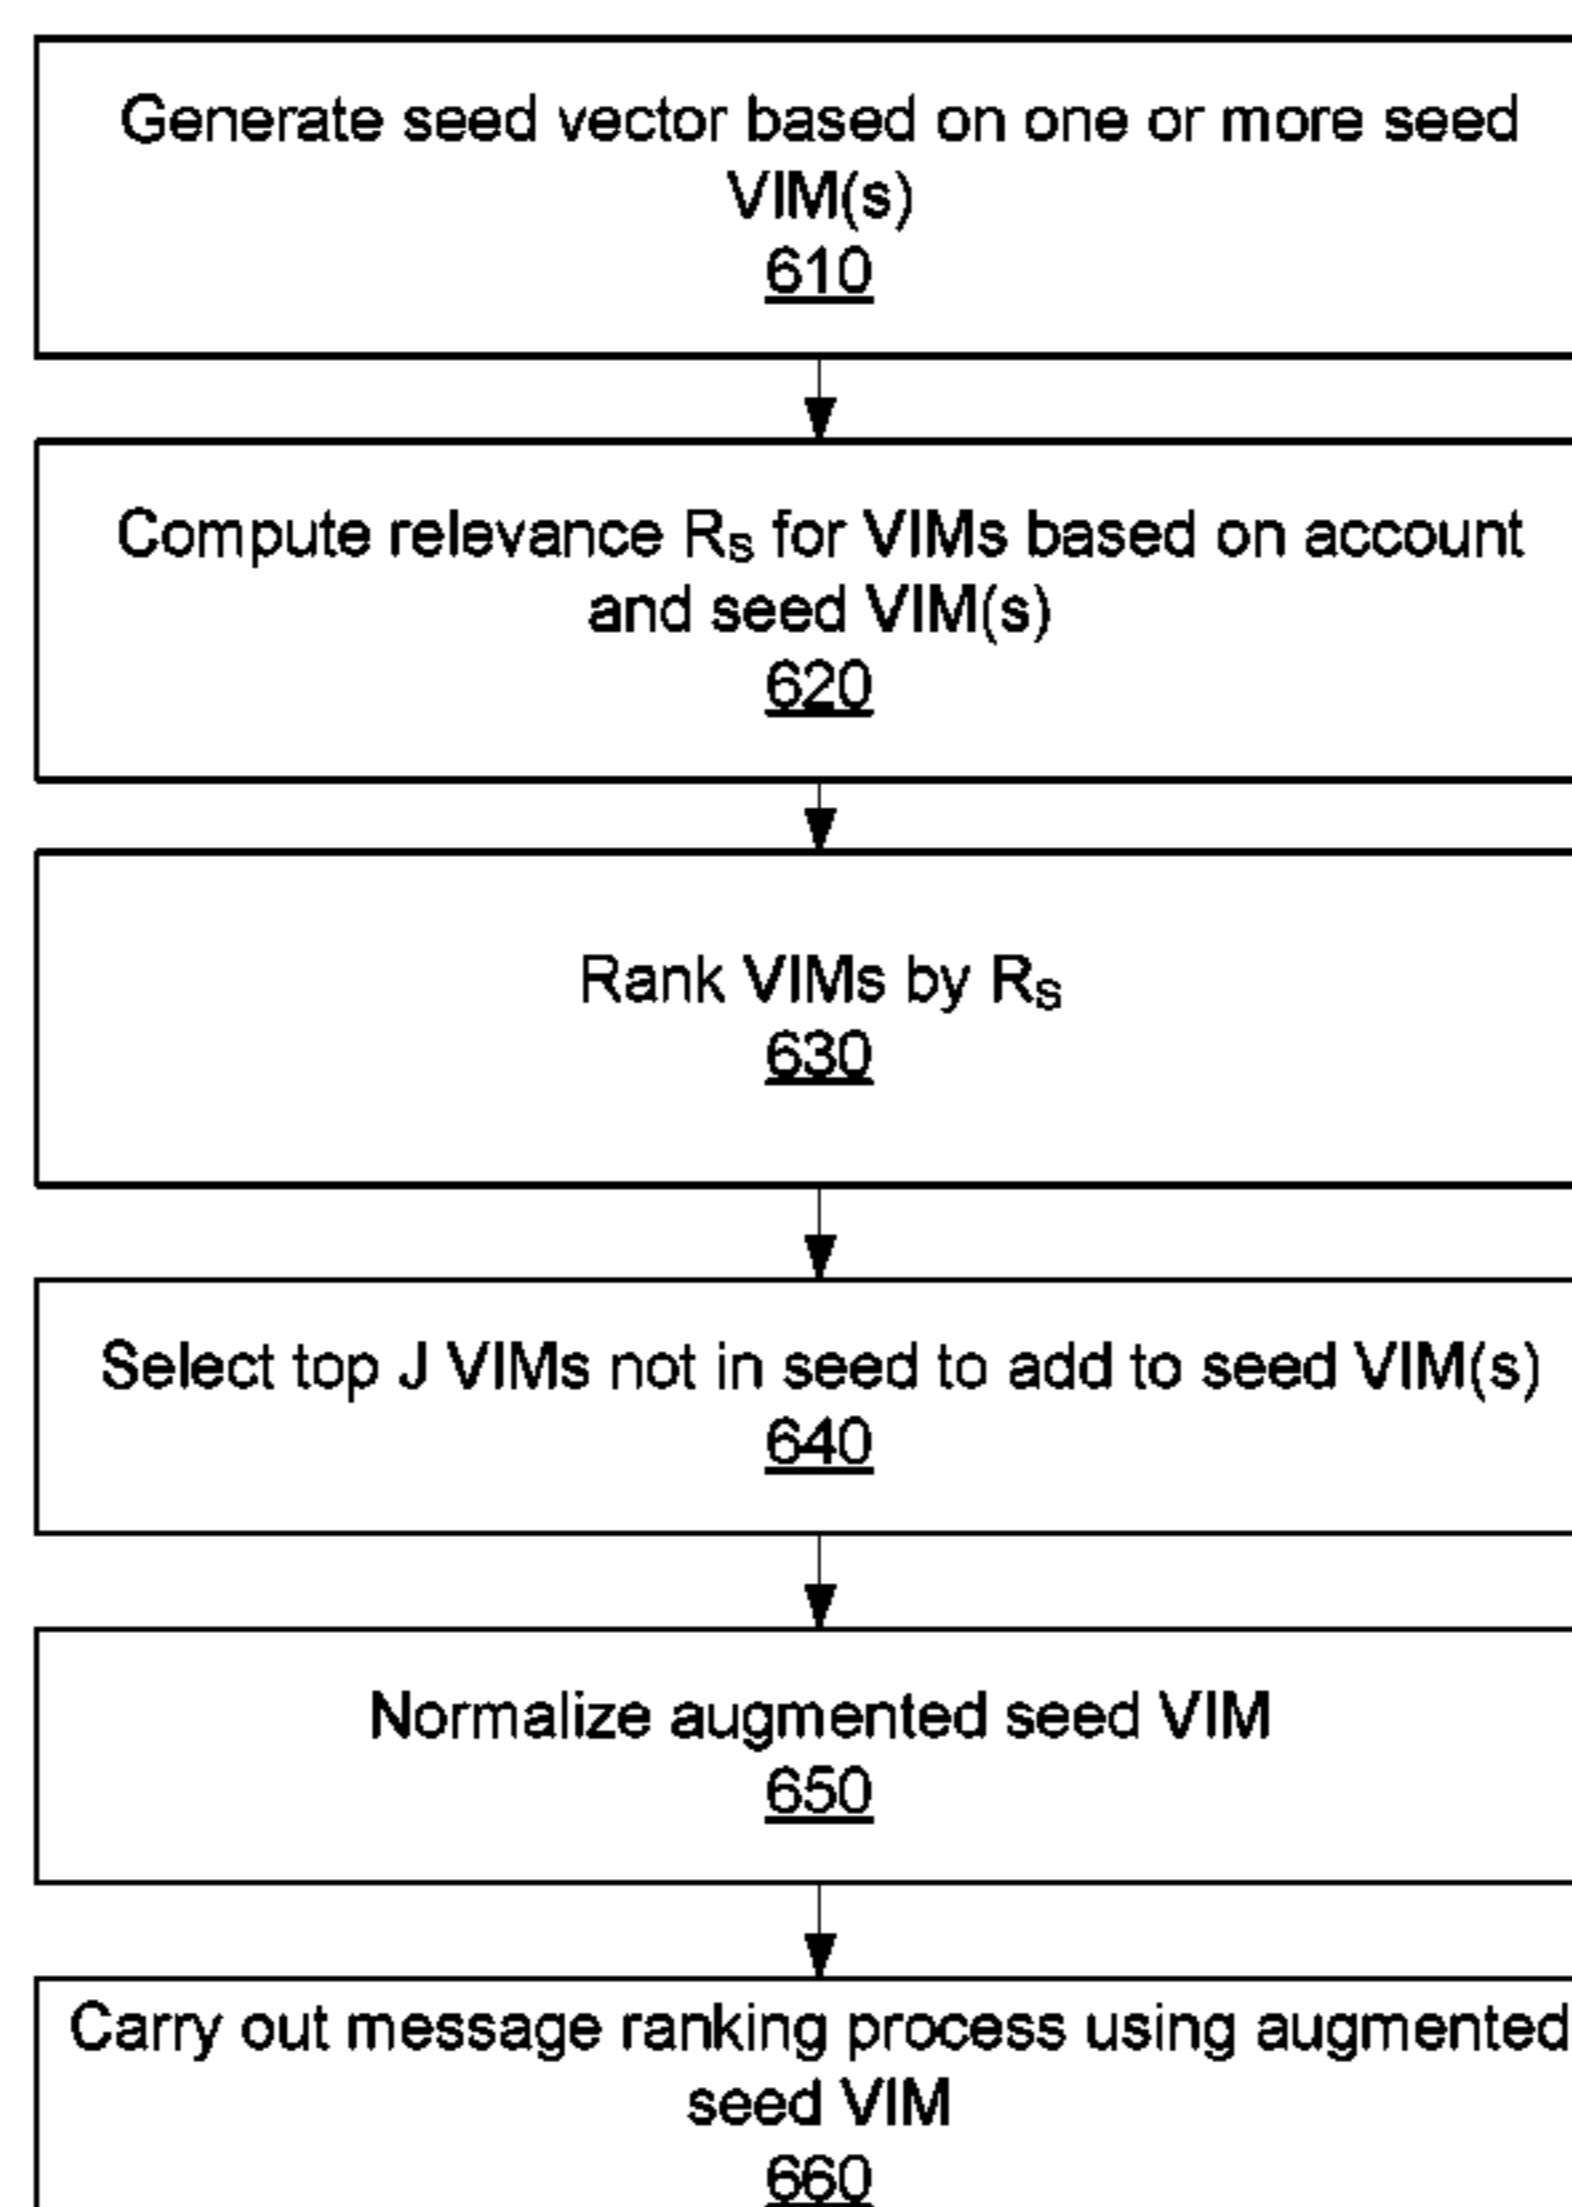 Generate seed vector based on one or more seed
VIM(s)
610
Compute relevance RS for VIMs based on account
and seed VIM(s)
620
Rank VIMs by RS
630
Select top J VIMs not in seed to add to seed VIM(s)
640
Normalize augmented seed VIM
650
Carry out message ranking process using augmented
seed VIM
660